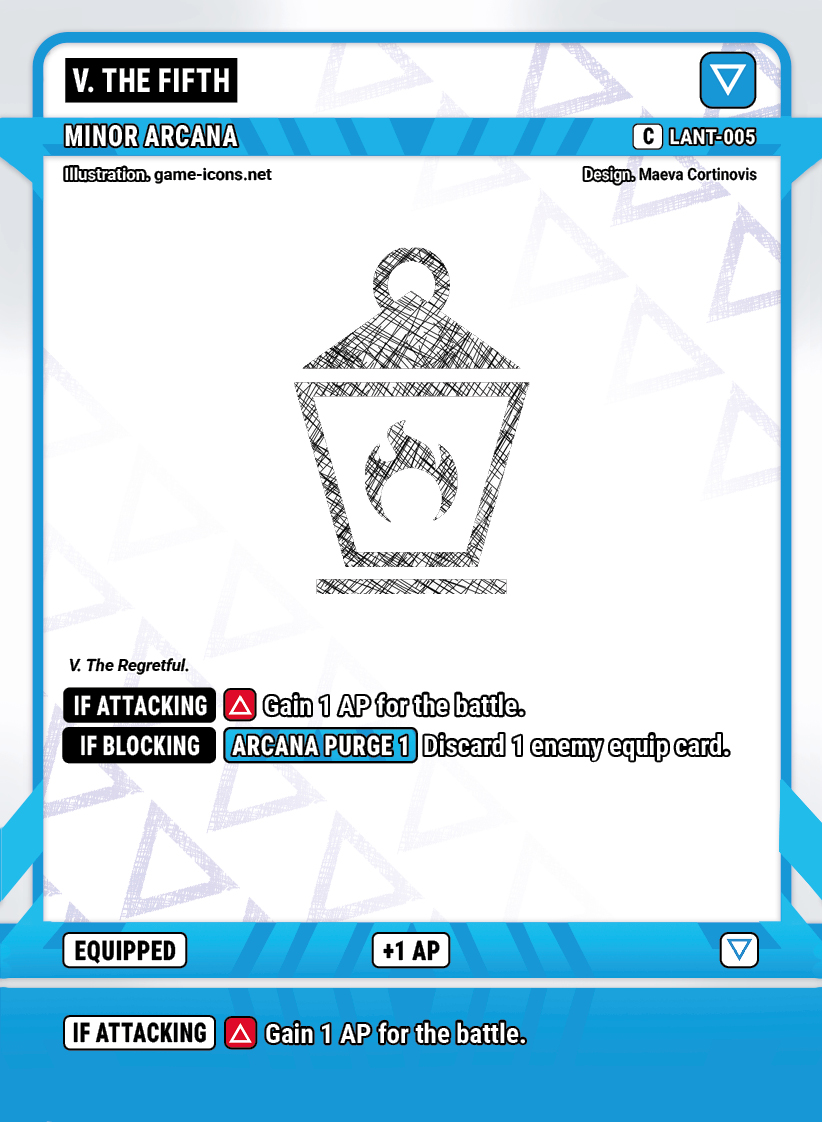 V. THE FIFTH
MINOR ARCANA
C LANT-005
Illustration. game-icons.net
Design. Maeva Cortinovis
V. The Regretful.
IF ATTACKING Gain 1 AP for the battle.
IF BLOCKING ARCANA PURGE 1 Discard 1 enemy equip card.
EQUIPPED
+1 AP
IF ATTACKING Gain 1 AP for the battle.